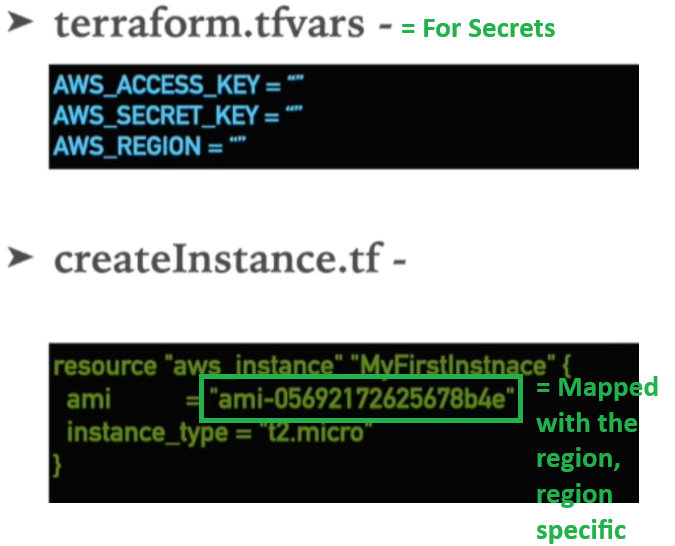 ➤ terraform.tfvars - = For Secrets
AWS_ACCESS_KEY = “”
AWS_SECRET_KEY = “”
AWS_REGION = “”
➤ createInstance.tf -
resource "aws_instance" "MyFirstInstnace" {
ami = "ami-05692172625678b4e"
instance_type = "t2.micro"
}
= Mapped
with the
region,
region
specific